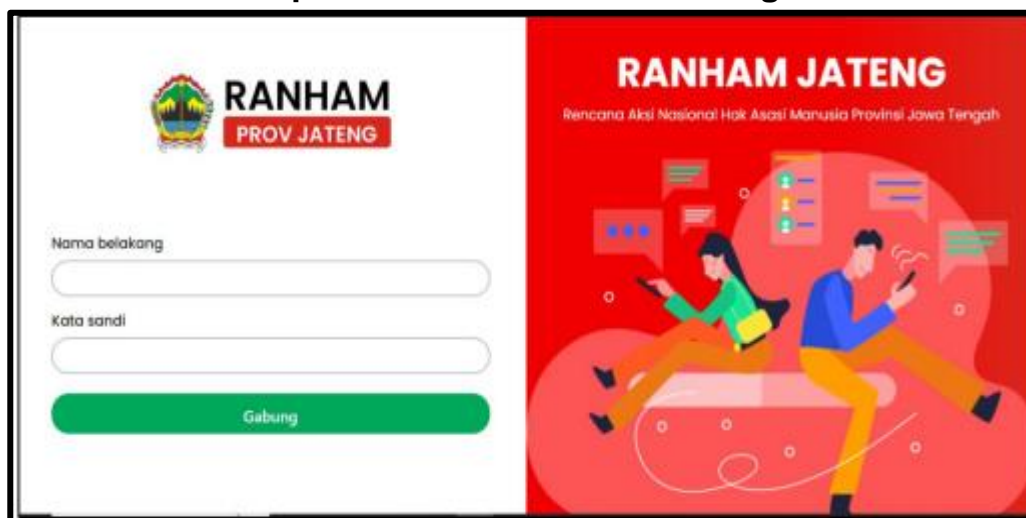 RANHAM
PROV JATENG
Nama belakang
Kata sandi
Gabung
RANHAM JATENG
Rencana Aksi Nasional Hak Asasi Manusia Provinsi Jawa Tengah